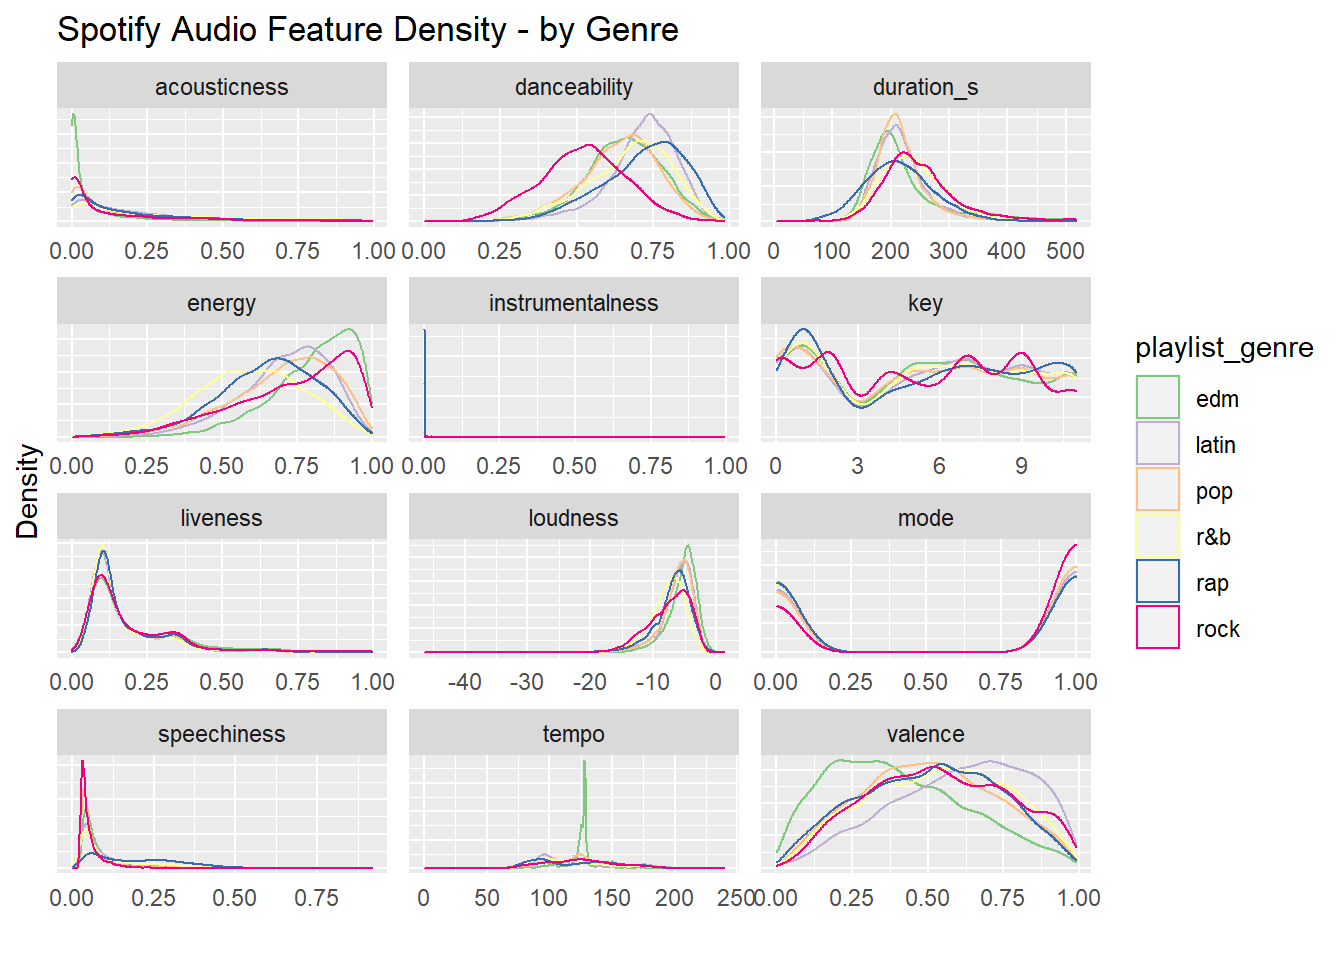 Spotify Audio Feature Density - by Genre
acousticness danceability duration_s
0.00 0.25 0.50 0.75 1.00 0.00 0.25 0.50 0.75 1.00 0 100 200 300 400 500
energy instrumentalness key
0.00 0.25 0.50 0.75 1.00 0.00 0.25 0.50 0.75 1.00 0 3 6 9
liveness loudness mode
0.00 0.25 0.50 0.75 1.00 -40 -30 -20 -10 0 0.00 0.25 0.50 0.75 1.00
speechiness tempo valence
0.00 0.25 0.50 0.75 0 50 100 150 200 250 0.00 0.25 0.50 0.75 1.00
Density
playlist_genre
edm
latin
pop
r&b
rap
rock